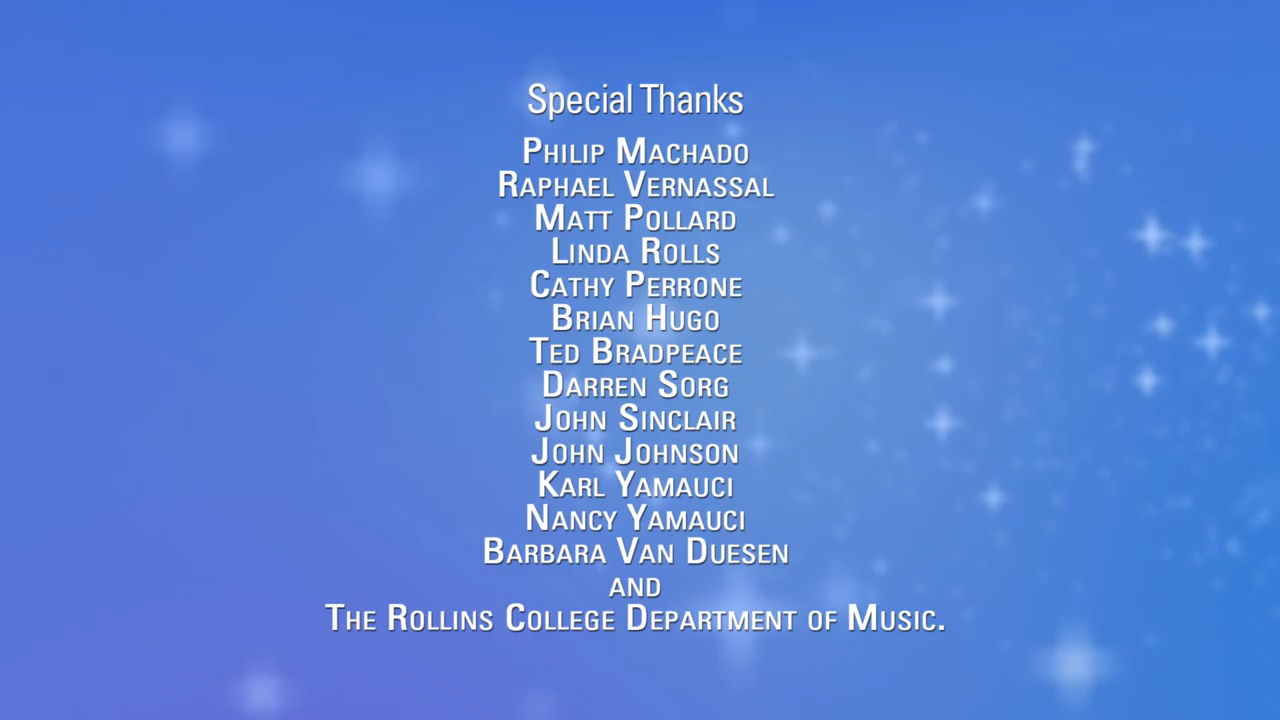 Special Thanks
Philip Machado
Raphael Vernassal
Matt Pollard
Linda Rolls
Cathy Perrone
Brian Hugo
Ted Bradpeace
Darren Sorg
John Sinclair
John Johnson
Karl Yamauci
Nancy Yamauci
Barbara Van Duesen
and
The Rollins College Department of Music.